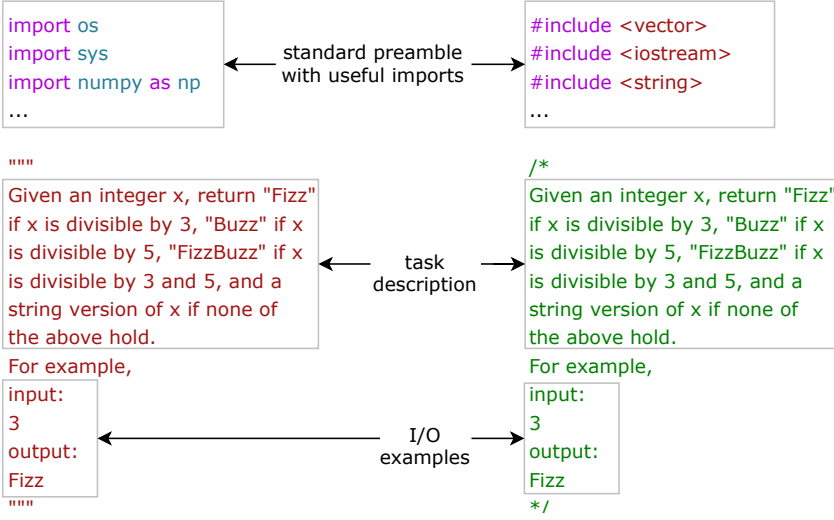 import os
import sys
import numpy as np
...
standard preamble
with useful imports
#include <vector>
#include <iostream>
#include <string>
...
"""
Given an integer x, return "Fizz"
if x is divisible by 3, "Buzz" if x
is divisible by 5, "FizzBuzz" if x
is divisible by 3 and 5, and a
string version of x if none of
the above hold.
For example,
input:
3
output:
Fizz
"""
task
description
I/O
examples
/*
Given an integer x, return "Fizz"
if x is divisible by 3, "Buzz" if x
is divisible by 5, "FizzBuzz" if x
is divisible by 3 and 5, and a
string version of x if none of
the above hold.
For example,
input:
3
output:
Fizz
*/